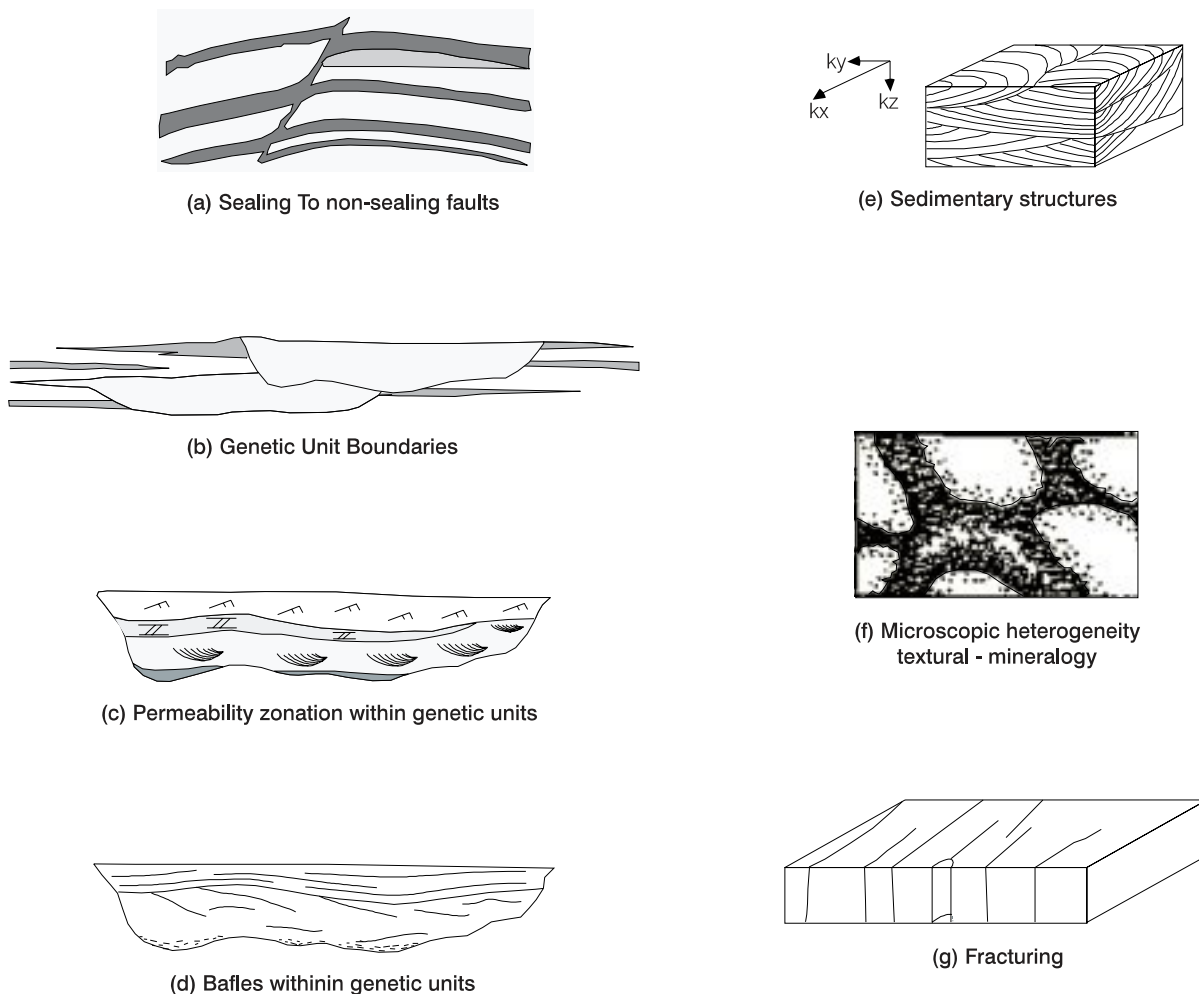 (a) Sealing To non-sealing faults
(b) Genetic Unit Boundaries
(c) Permeability zonation within genetic units
(d) Bafles withinin genetic units
ky
kx
kz
(e) Sedimentary structures
(f) Microscopic heterogeneity
textural - mineralogy
(g) Fracturing